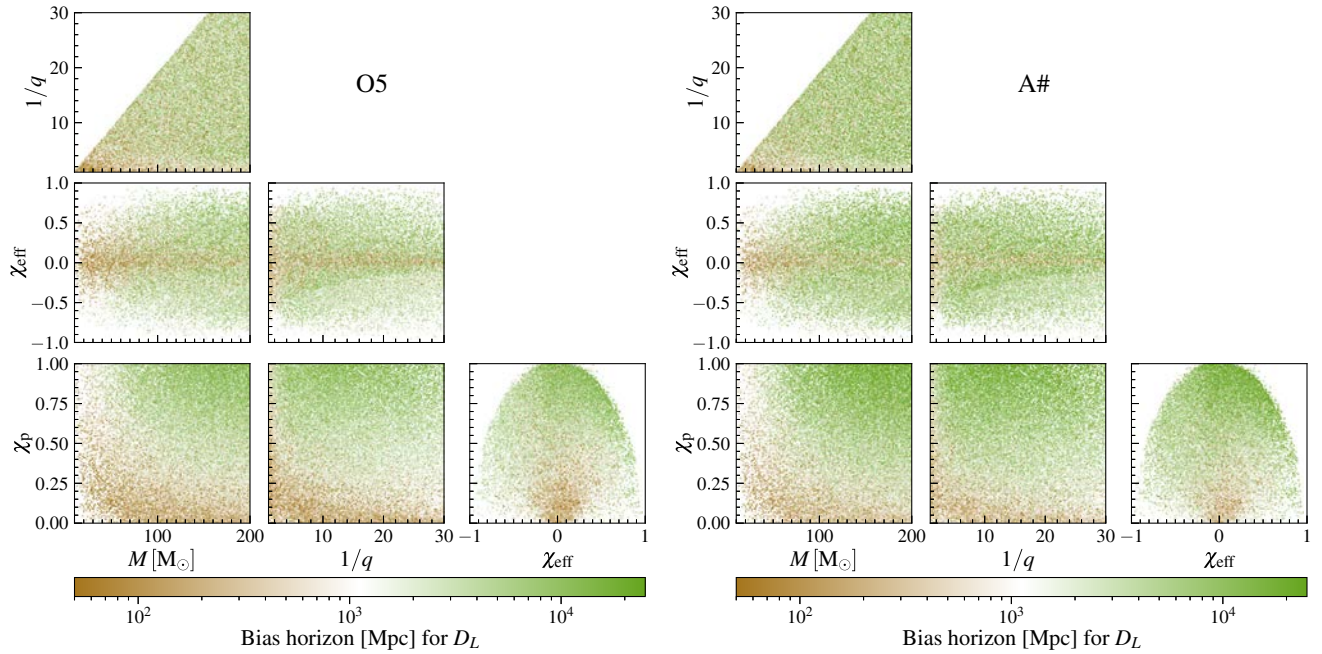 30
20
10
1/q
O5
1.0
0.5
0.0
−0.5
−1.0
χeff
1.00
0.75
0.50
0.25
0.00
χp
100 200
10 20 30
−1 0 1
M [M⊙]
1/q
χeff
10² 10³ 10⁴
Bias horizon [Mpc] for D_L
30
20
10
1/q
A#
1.0
0.5
0.0
−0.5
−1.0
χeff
1.00
0.75
0.50
0.25
0.00
χp
100 200
10 20 30
−1 0 1
M [M⊙]
1/q
χeff
10² 10³ 10⁴
Bias horizon [Mpc] for D_L